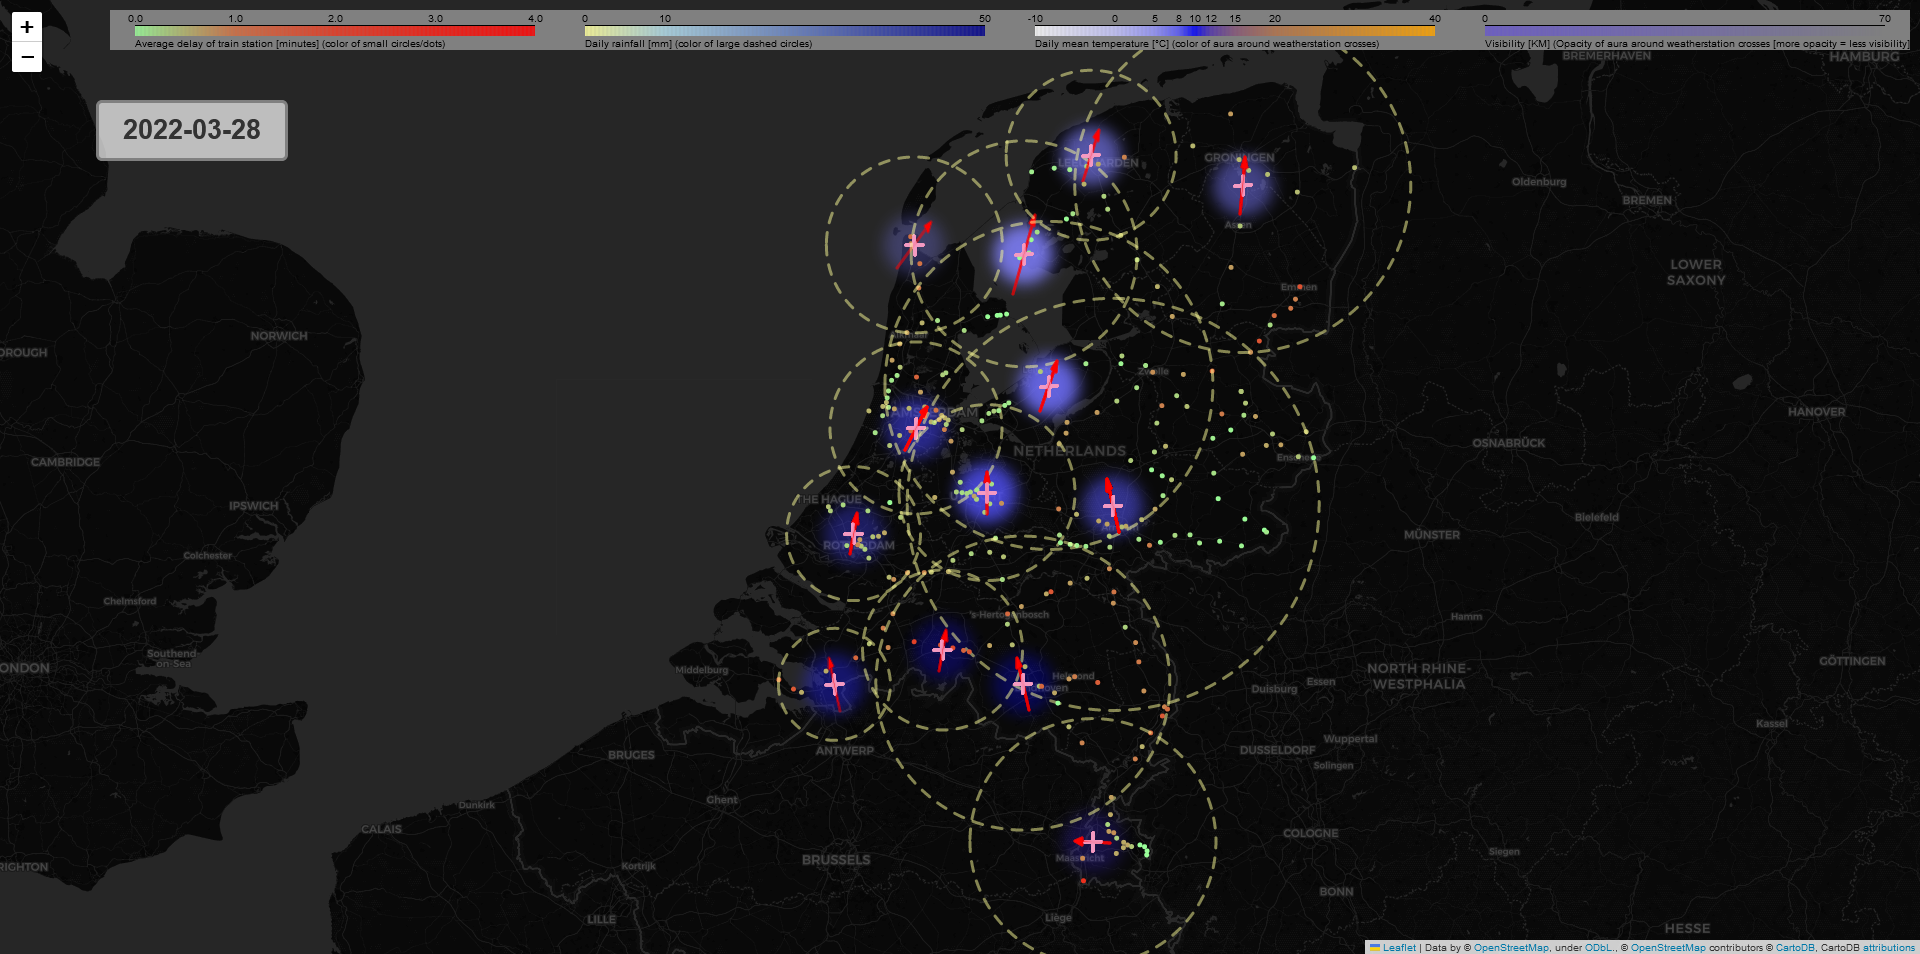 +
−
0.0 1.0 2.0 3.0 4.0
Average delay of train station [minutes] (color of small circles/dots)
0 10 50
Daily rainfall [mm] (color of large dashed circles)
-10 0 5 8 10 12 15 20 40
Daily mean temperature [°C] (color of aura around weatherstation crosses)
0 70
Visibility [KM] (Opacity of aura around weatherstation crosses [more opacity = less visibility]
2022-03-28
BREMERHAVEN
HAMBURG
GRONINGEN
Oldenburg
BREMEN
Assen
LOWER
SAXONY
Emmen
NORWICH
OROUGH
Zwolle
HANOVER
NETHERLANDS
OSNABRÜCK
CAMBRIDGE
THE HAGUE
IPSWICH
Bielefeld
MÜNSTER
ROTTERDAM
Colchester
Chelmsford
's-Hertogenbosch
Hamm
Southend-
on Sea
ONDON
Middelburg
Helmond
GÖTTINGEN
NORTH RHINE-
WESTPHALIA
Essen
Duisburg
Kassel
ANTWERP
BRUGES
DUSSELDORF
Wuppertal
Solingen
Ghent
Dunkirk
CALAIS
COLOGNE
BRUSSELS
Maastricht
Siegen
RIGHTON
Kortrijk
BONN
LILLE
Liège
HESSE
Leaflet | Data by © OpenStreetMap, under ODbL., © OpenStreetMap contributors © CartoDB, CartoDB attributions